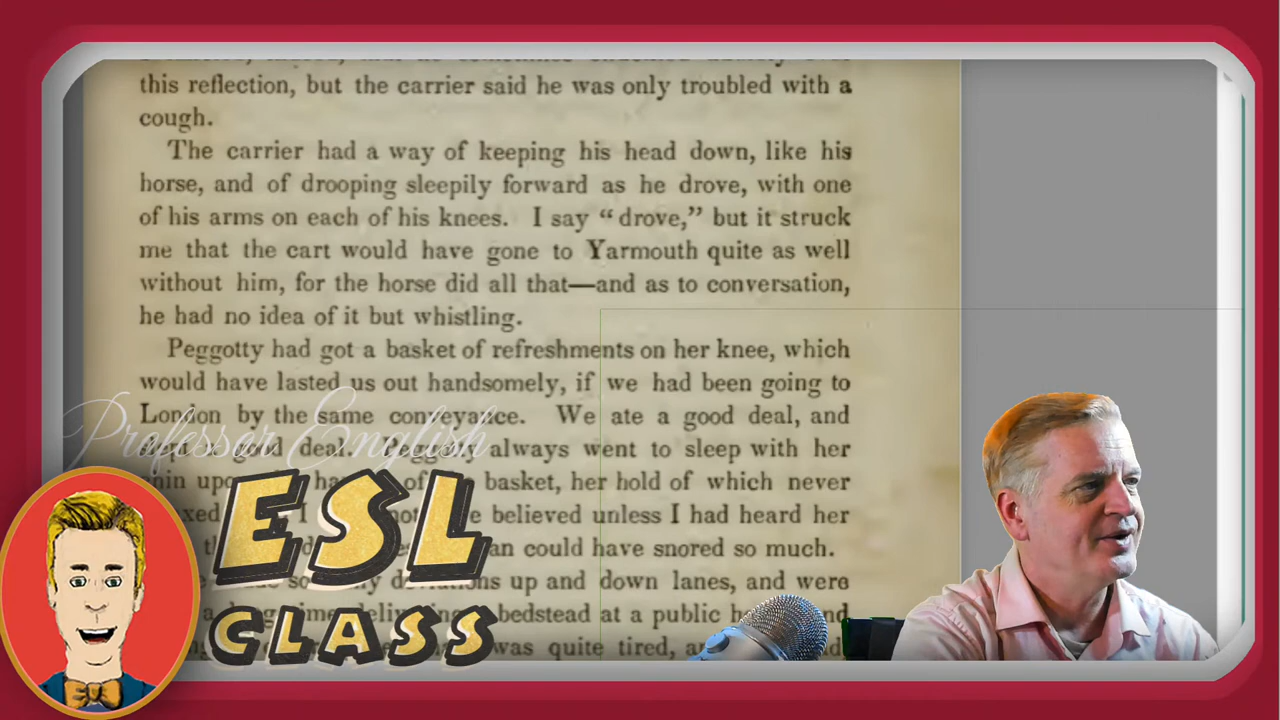 this reflection, but the carrier said he was only troubled with a
cough.
The carrier had a way of keeping his head down, like his
horse, and of drooping sleepily forward as he drove, with one
of his arms on each of his knees. I say “drove,” but it struck
me that the cart would have gone to Yarmouth quite as well
without him, for the horse did all that—and as to conversation,
he had no idea of it but whistling.
Peggotty had got a basket of refreshments on her knee, which
would have lasted us out handsomely, if we had been going to
London by the same conveyance. We ate a good deal, and
good deal. Peggotty always went to sleep with her
upon of basket, her hold of which never
I believed unless I had heard her
could have snored so much.
up and down lanes, and were
bedstead at a public
was quite tired,
Professor English
ESL
CLASS